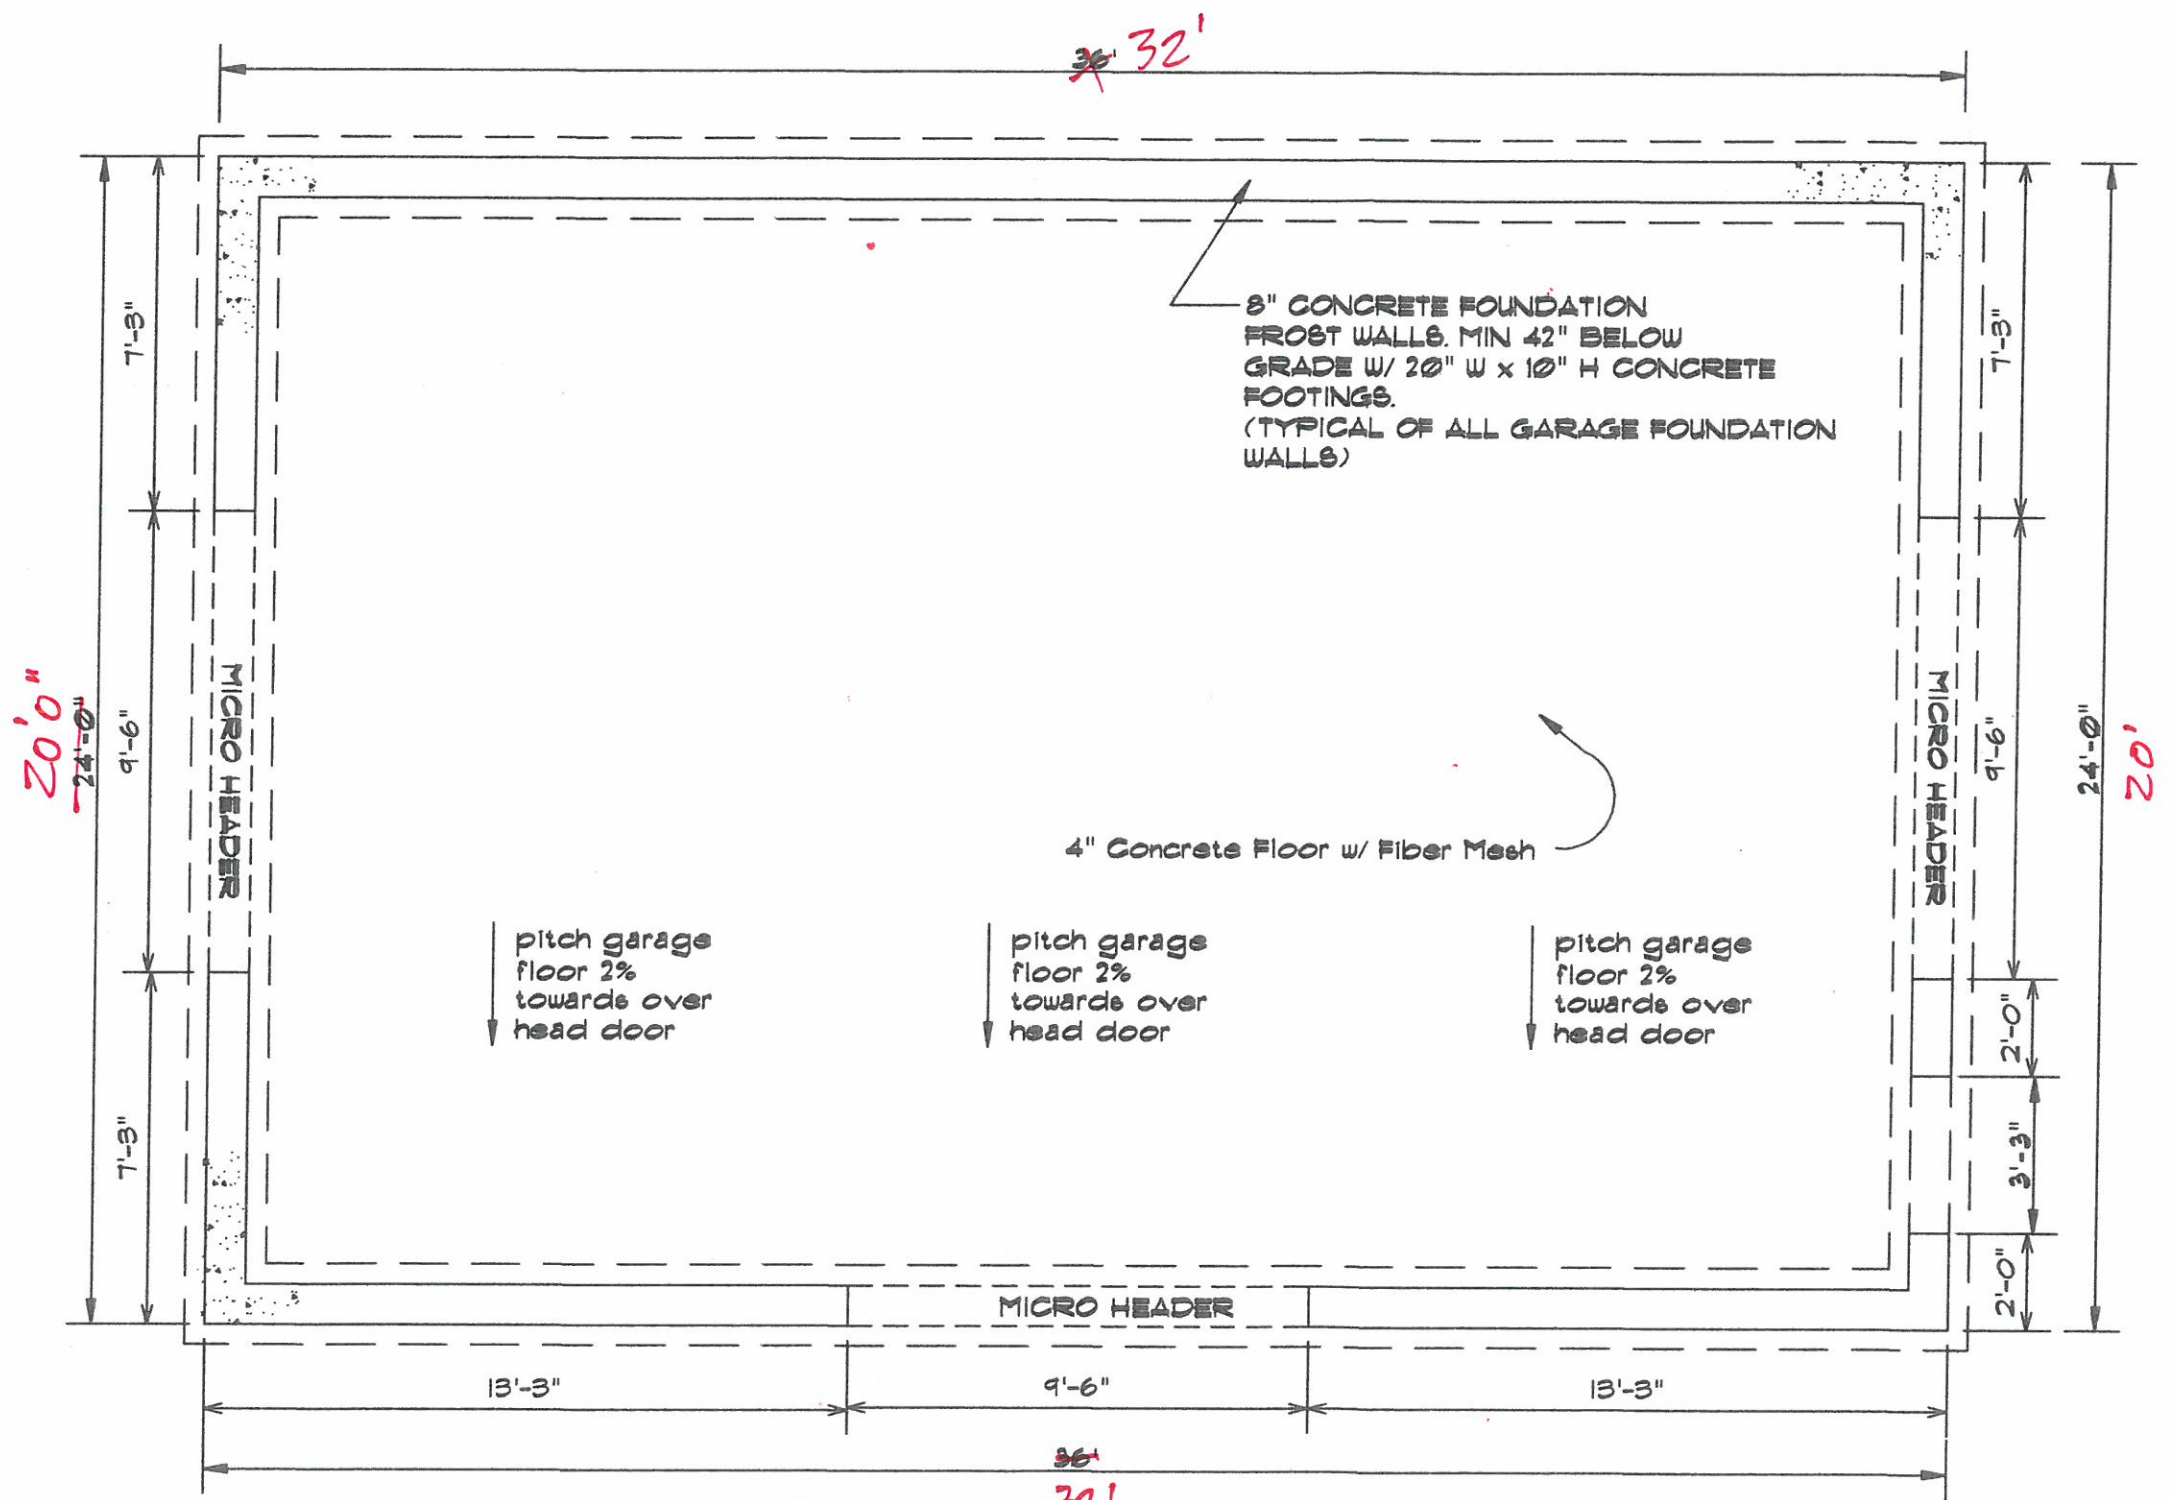 36' 32'
8" CONCRETE FOUNDATION
FROST WALLS. MIN 42" BELOW
GRADE W/ 20" W x 10" H CONCRETE
FOOTINGS.
(TYPICAL OF ALL GARAGE FOUNDATION
WALLS)
7'-3"
7'-3"
20'0"
24'-0"
9'-6"
MICRO HEADER
MICRO HEADER
9'-6"
24'-0"
20'
4" Concrete Floor w/ Fiber Mesh
pitch garage
floor 2%
towards over
head door
pitch garage
floor 2%
towards over
head door
pitch garage
floor 2%
towards over
head door
2'-0"
7'-3"
3'-3"
2'-0"
MICRO HEADER
13'-3"
9'-6"
13'-3"
36'
32'